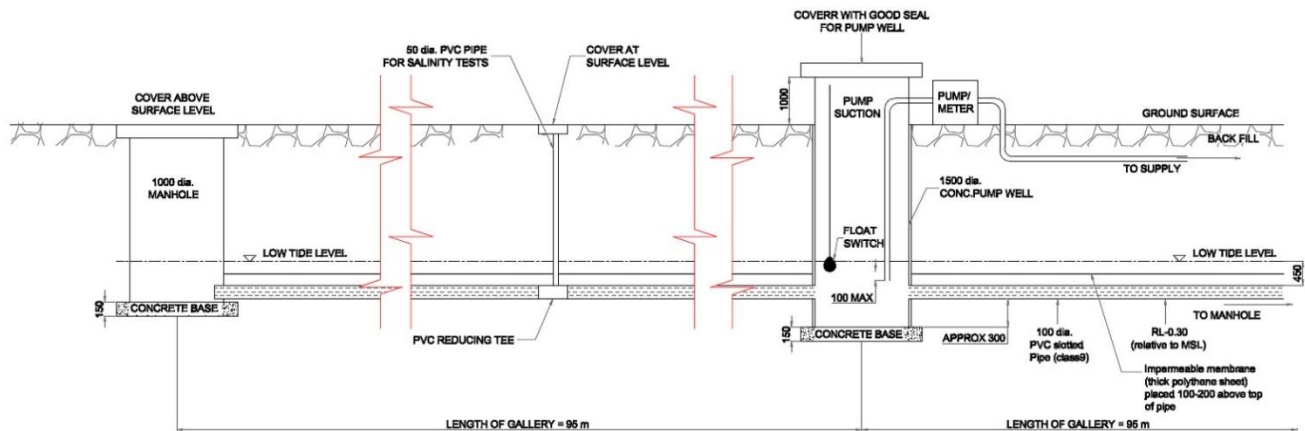 COVERR WITH GOOD SEAL
FOR PUMP WELL
50 dia. PVC PIPE
FOR SALINITY TESTS
COVER AT
SURFACE LEVEL
COVER ABOVE
SURFACE LEVEL
1000
PUMP
SUCTION
PUMP/
METER
GROUND SURFACE
BACK FILL
TO SUPPLY
1000 dia.
MANHOLE
1500 dia.
CONC.PUMP WELL
FLOAT
SWITCH
LOW TIDE LEVEL
LOW TIDE LEVEL
450
100 MAX
150
CONCRETE BASE
TO MANHOLE
PVC REDUCING TEE
150
CONCRETE BASE
APPROX 300
100 dia.
PVC slotted
Pipe (class9)
RL-0.30
(relative to MSL)
Impermeable membrane
(thick polythene sheet)
placed 100-200 above top
of pipe
LENGTH OF GALLERY = 95 m
LENGTH OF GALLERY = 95 m